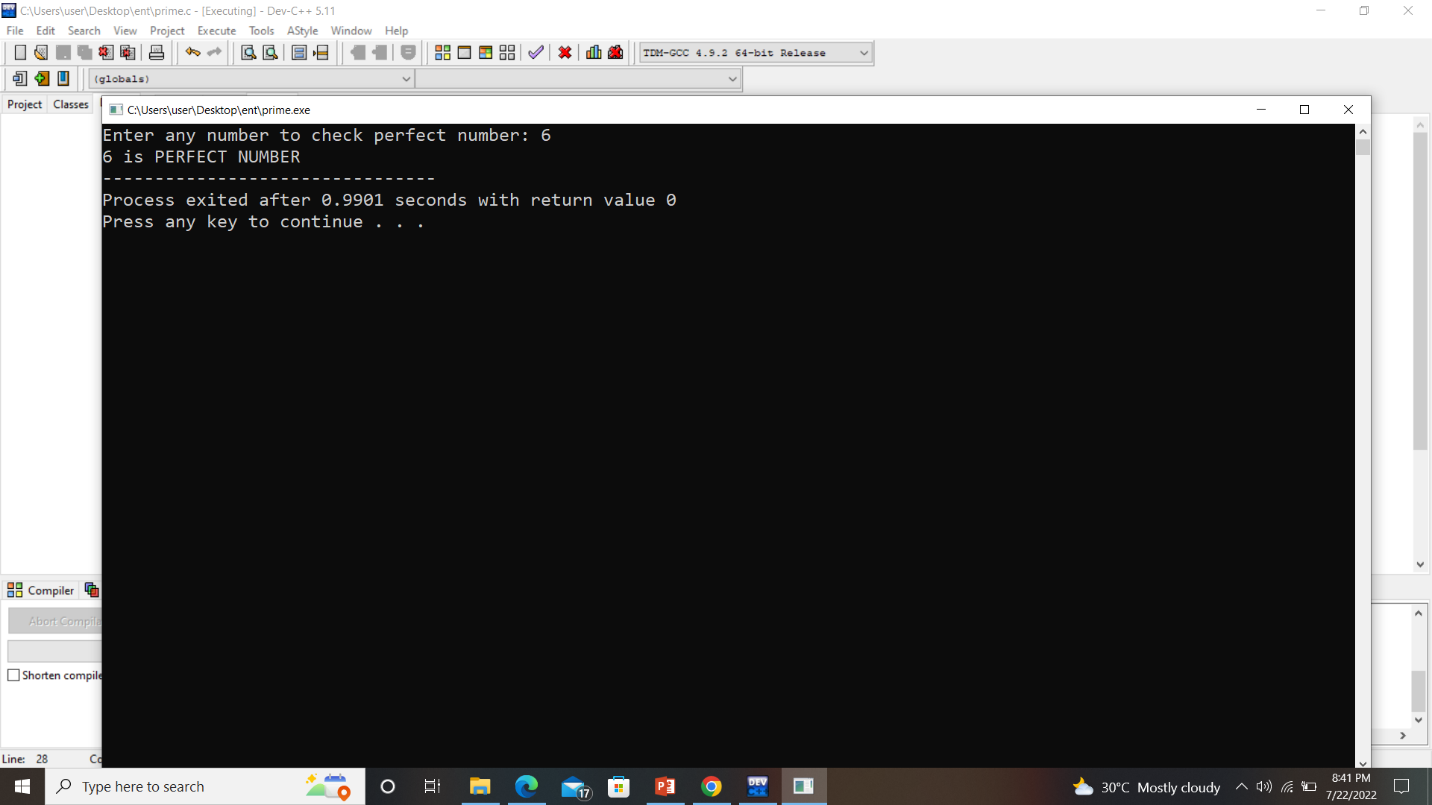 C:\Users\user\Desktop\ent\prime.c - [Executing] - Dev-C++ 5.11
File Edit Search View Project Execute Tools AStyle Window Help
TDM-GCC 4.9.2 64-bit Release
(globals)
Project Classes
C:\Users\user\Desktop\ent\prime.exe
Enter any number to check perfect number: 6
6 is PERFECT NUMBER
--------------------------------
Process exited after 0.9901 seconds with return value 0
Press any key to continue . . .
Compiler
Abort Compila
Shorten compile
Line: 28
Type here to search
17
DEV
30°C Mostly cloudy
8:41 PM
7/22/2022